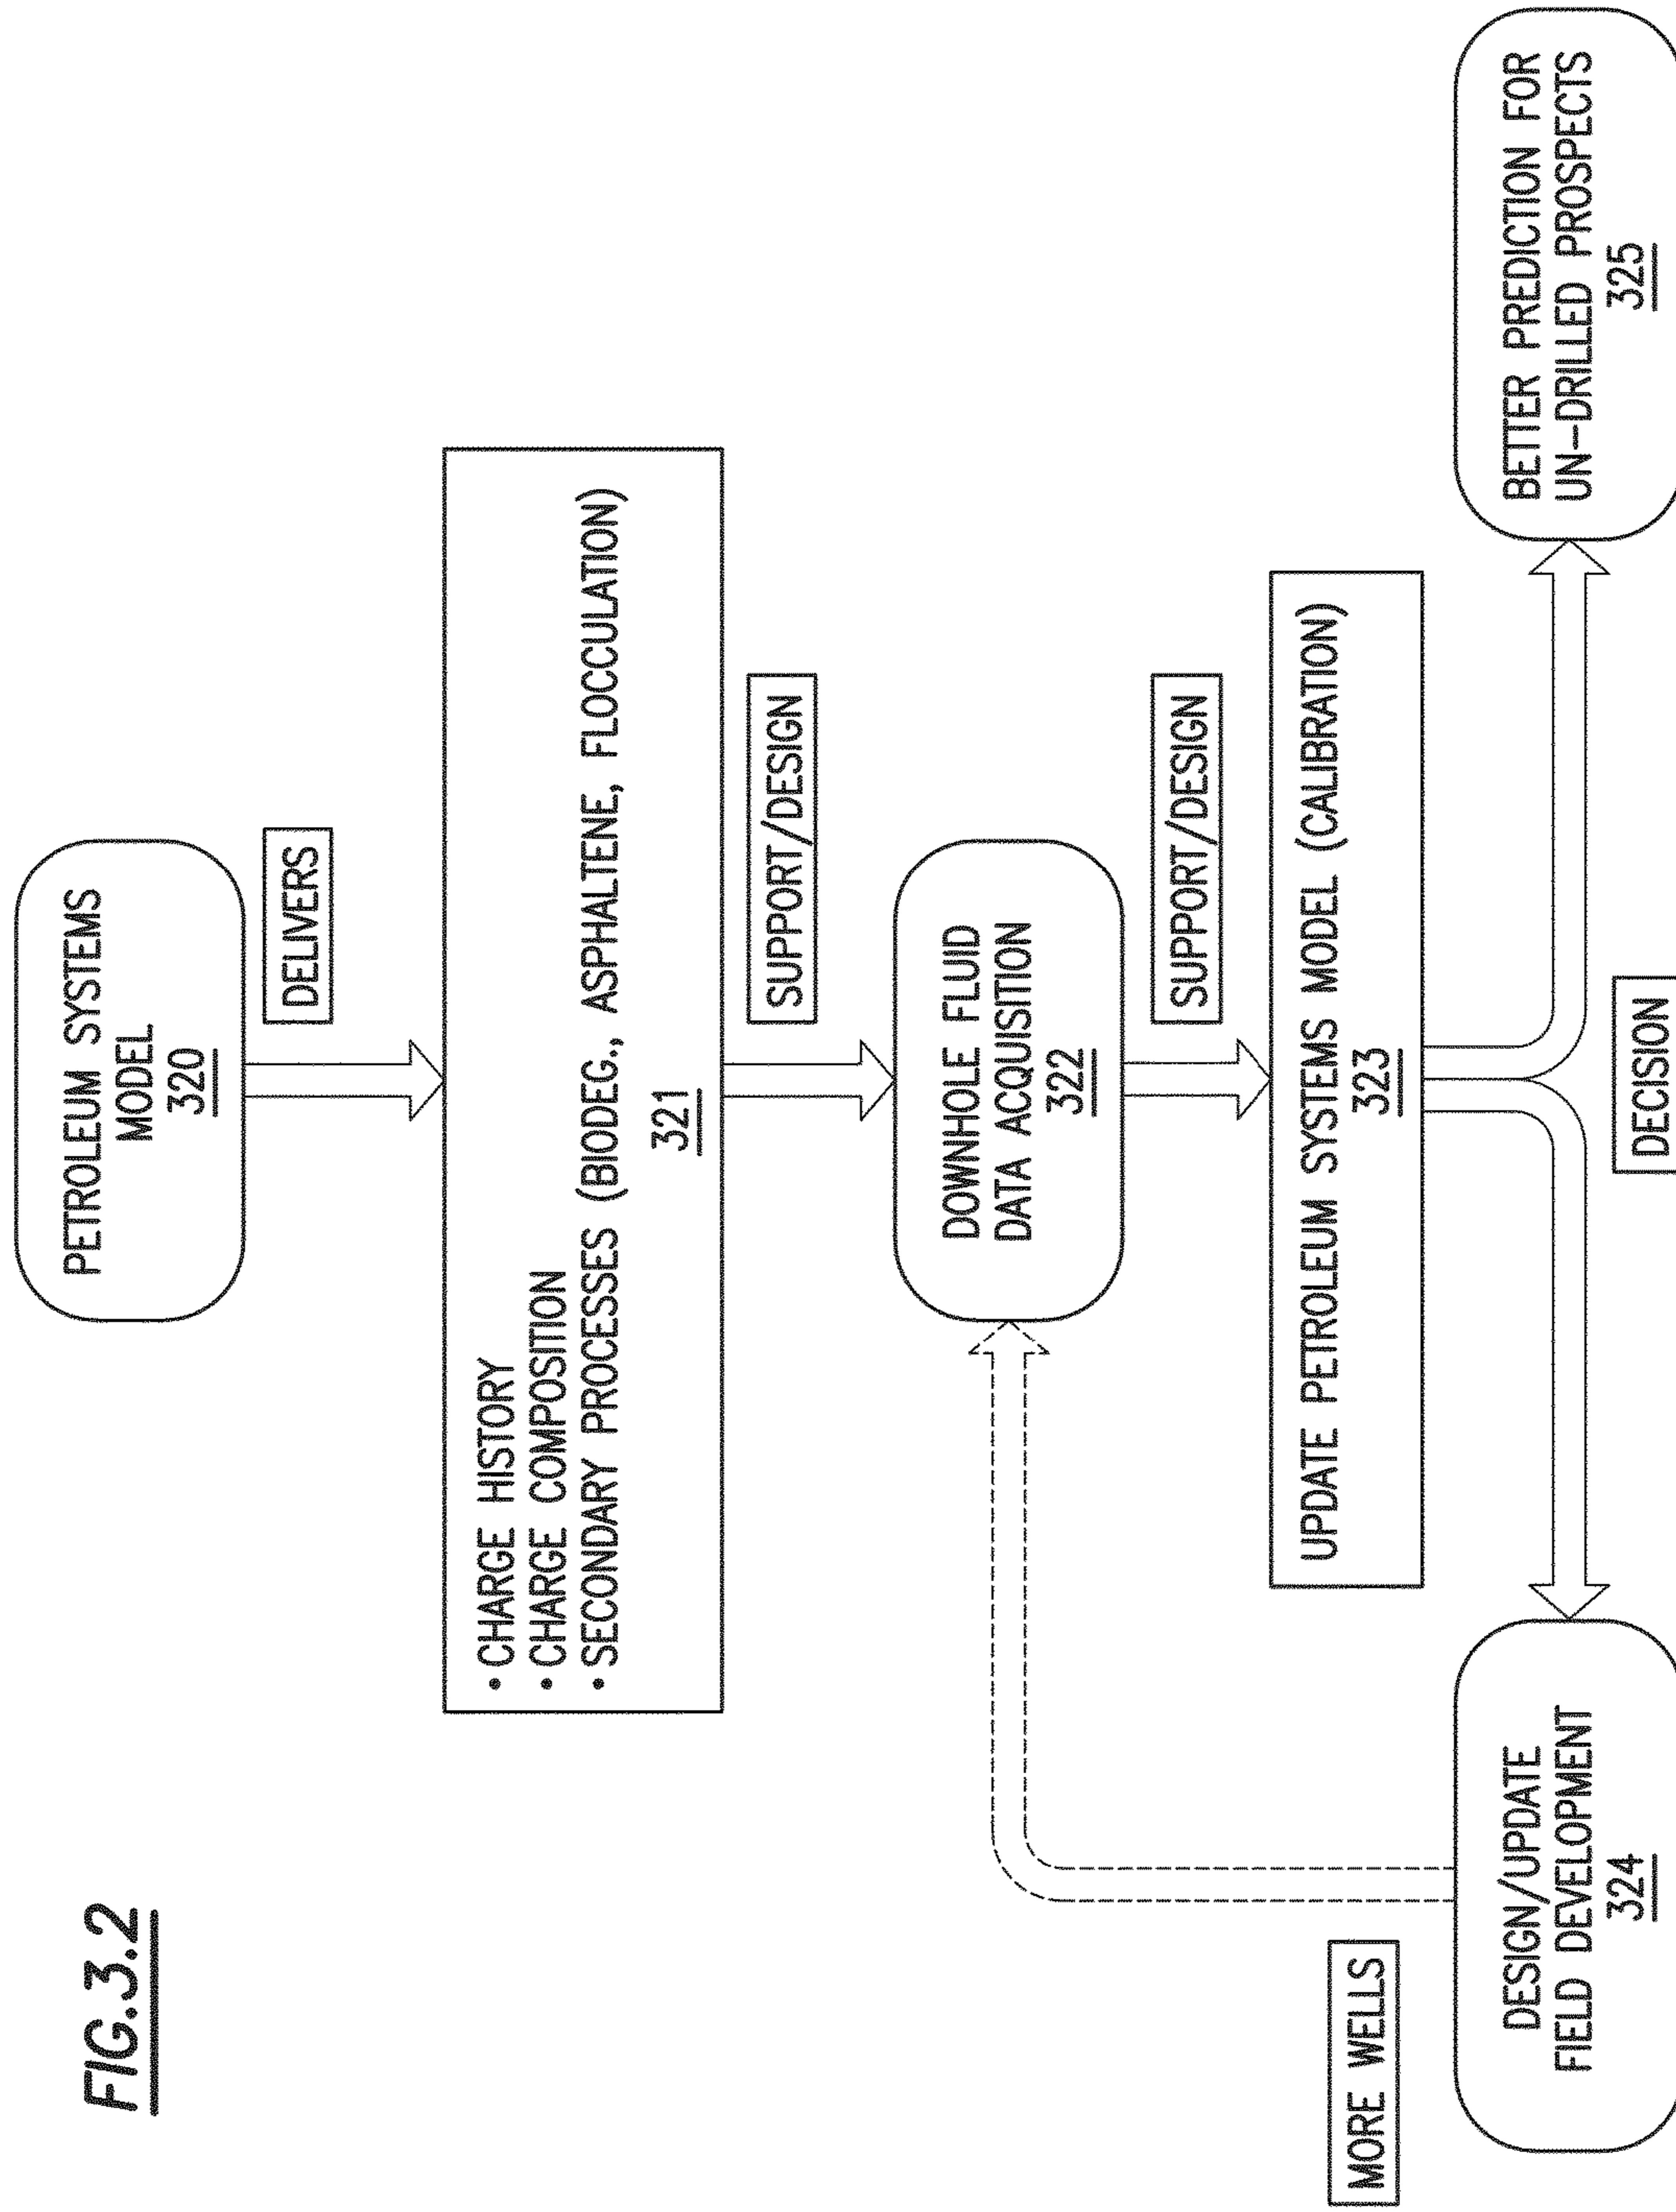 FIG.3.2
PETROLEUM SYSTEMS
MODEL
320
DELIVERS
• CHARGE HISTORY
• CHARGE COMPOSITION
• SECONDARY PROCESSES (BIODEG., ASPHALTENE, FLOCCULATION)
321
SUPPORT/DESIGN
DOWNHOLE FLUID
DATA ACQUISITION
322
SUPPORT/DESIGN
UPDATE PETROLEUM SYSTEMS MODEL (CALIBRATION)
323
MORE WELLS
DESIGN/UPDATE
FIELD DEVELOPMENT
324
DECISION
BETTER PREDICTION FOR
UN-DRILLED PROSPECTS
325